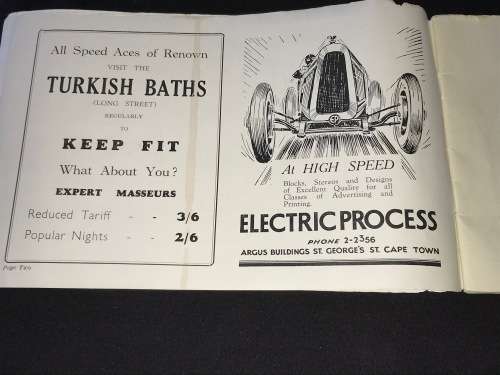 All Speed Aces of Renown
VISIT THE
TURKISH BATHS
(LONG STREET)
REGULARLY
TO
KEEP FIT
What About You?
EXPERT MASSEURS
Reduced Tariff - - 3/6
Popular Nights - - 2/6
Page Two
At HIGH SPEED
Blocks, Stereos and Designs
of Excellent Quality for all
Classes of Advertising and
Printing.
ELECTRIC PROCESS
PHONE 2-2356
ARGUS BUILDINGS ST. GEORGE'S ST. CAPE TOWN